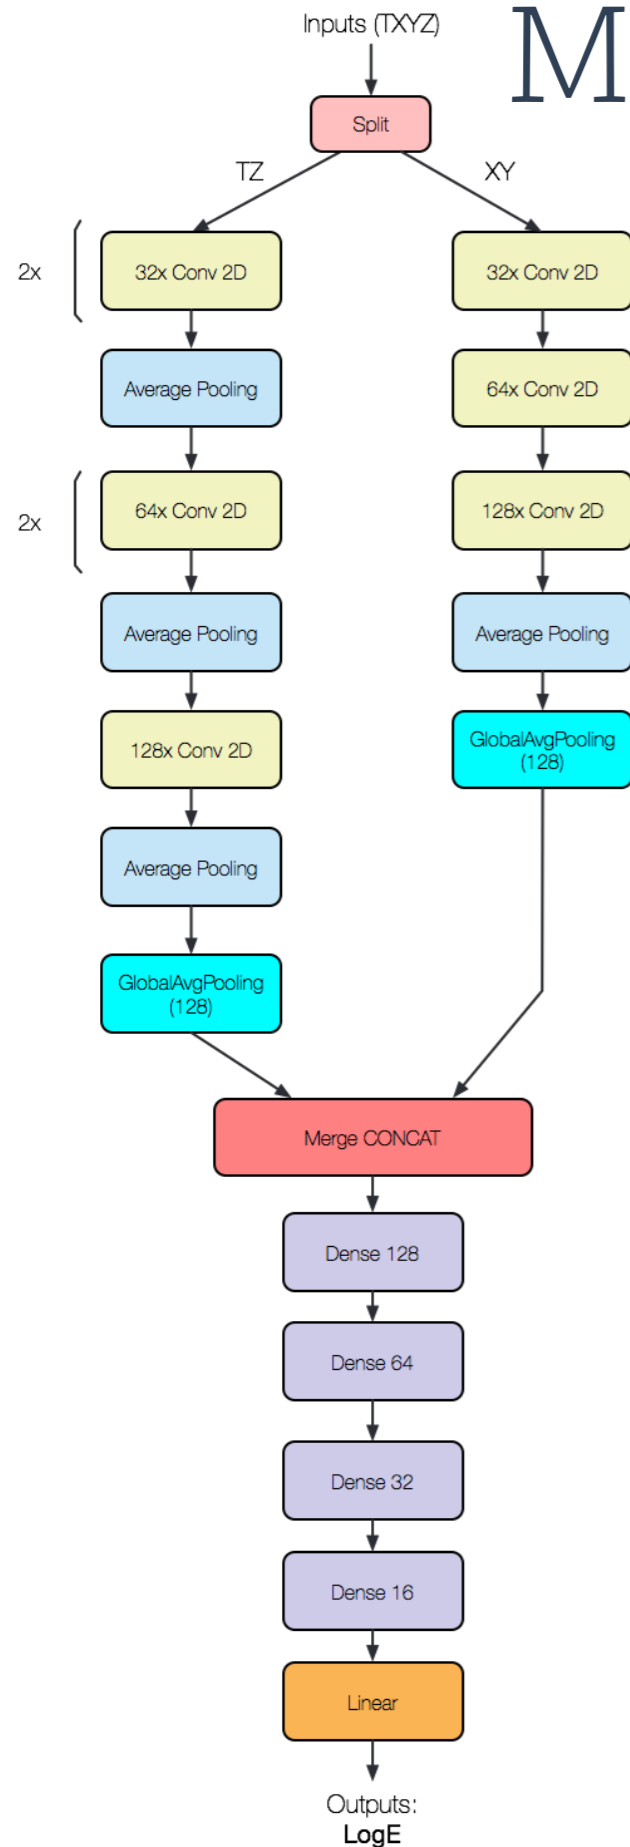 Inputs (TXYZ)
M
Split
TZ
XY
2x
32x Conv 2D
Average Pooling
2x
64x Conv 2D
Average Pooling
128x Conv 2D
Average Pooling
GlobalAvgPooling
(128)
32x Conv 2D
64x Conv 2D
128x Conv 2D
Average Pooling
GlobalAvgPooling
(128)
Merge CONCAT
Dense 128
Dense 64
Dense 32
Dense 16
Linear
Outputs:
LogE